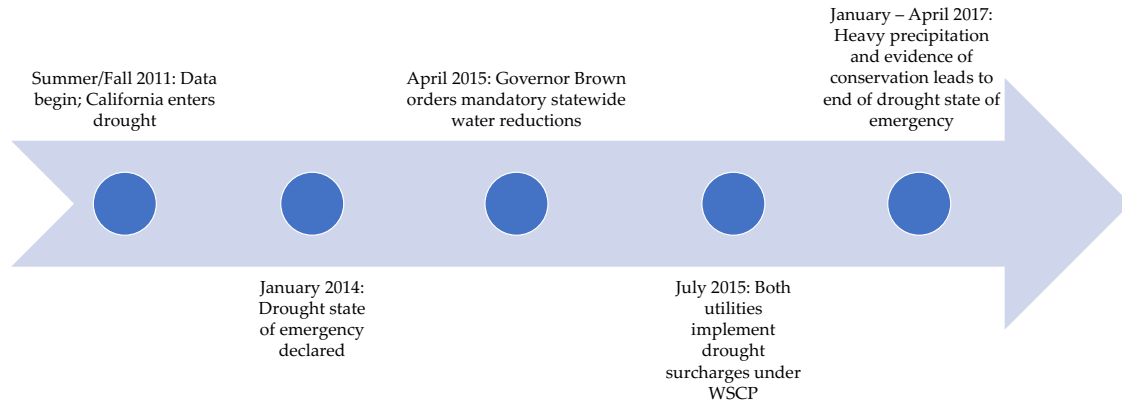 Summer/Fall 2011: Data
begin; California enters
drought
January 2014:
Drought state
of emergency
declared
April 2015: Governor Brown
orders mandatory statewide
water reductions
July 2015: Both
utilities
implement
drought
surcharges under
WSCP
January – April 2017:
Heavy precipitation
and evidence of
conservation leads to
end of drought state of
emergency